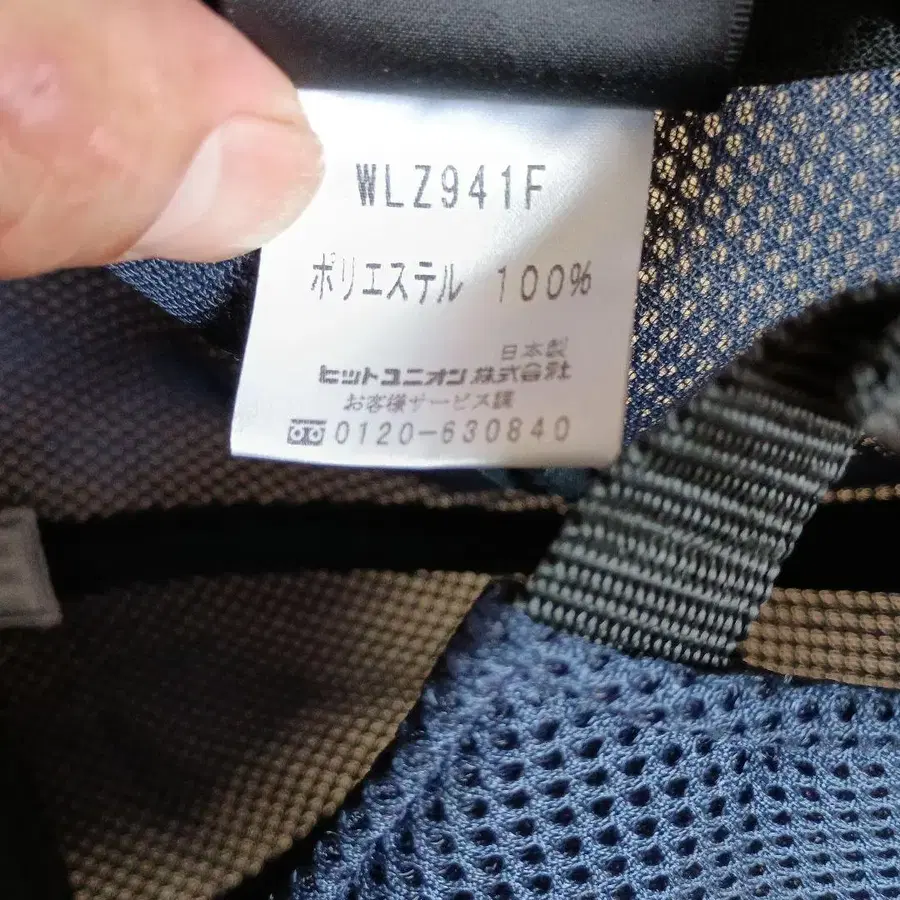 WLZ941F
ポリエステル 100%
日本製
ヒットユニオン株式会社
お客様サービス課
0120-630840